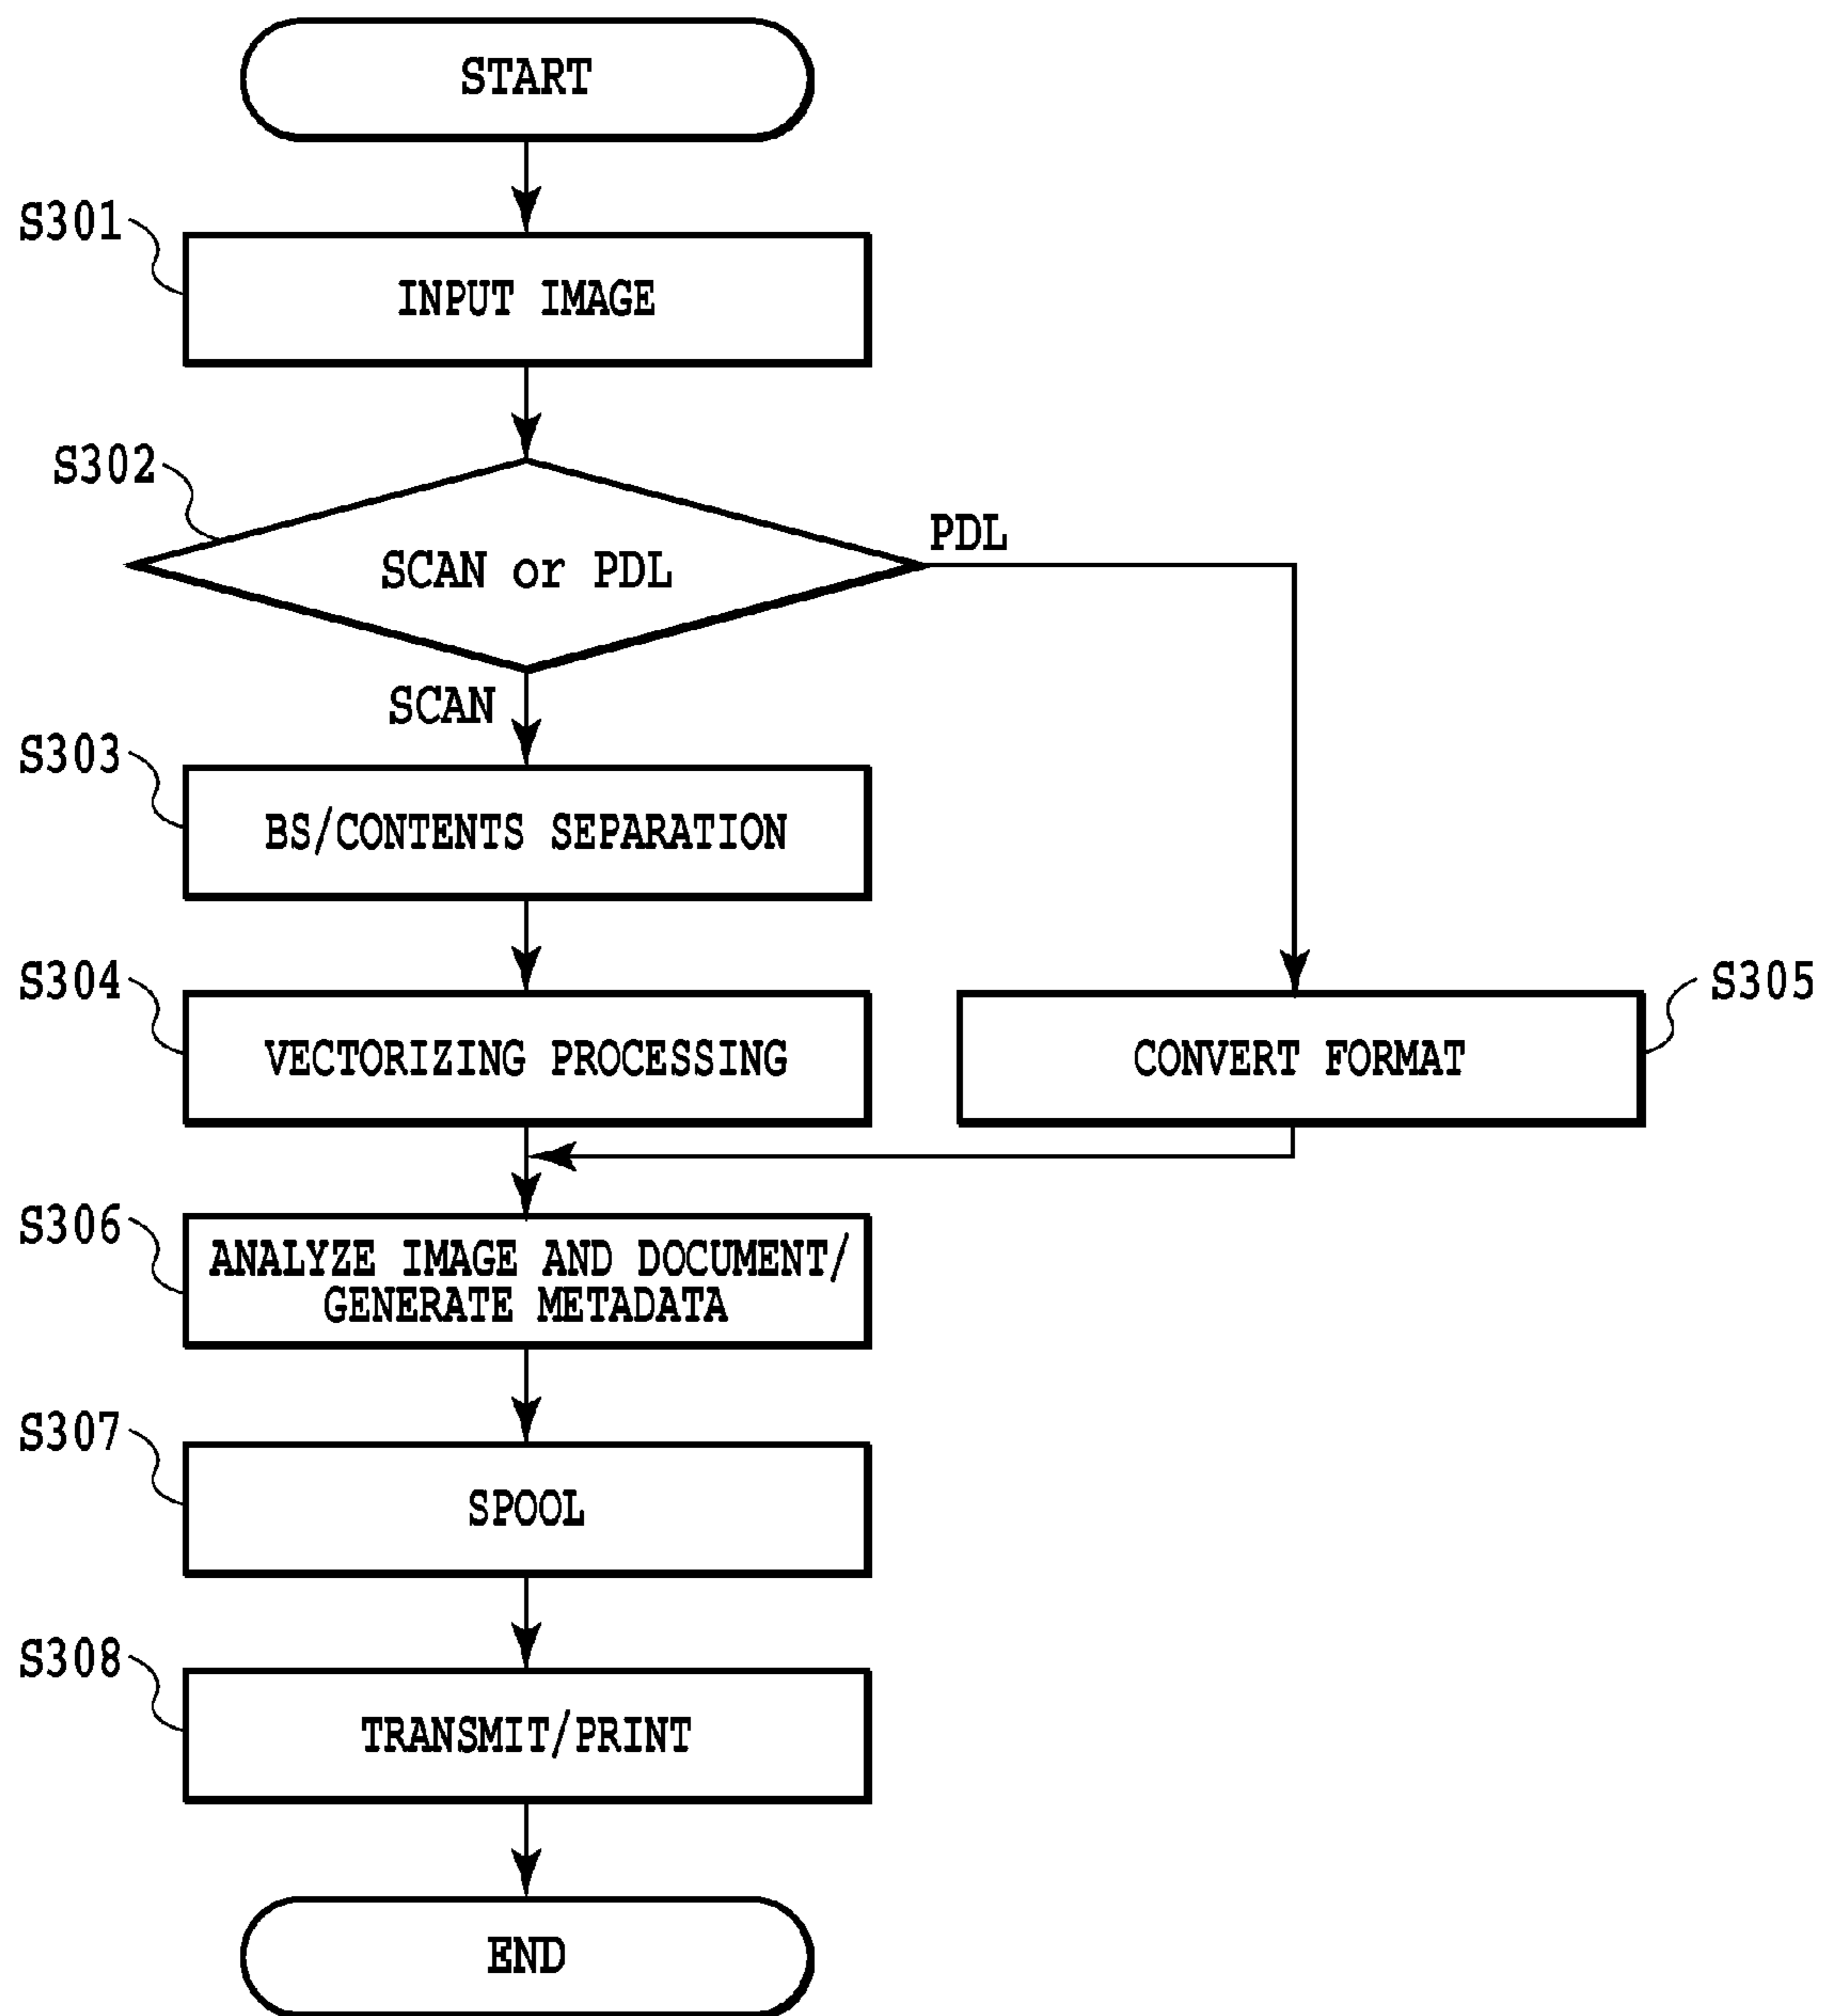 START
S301
INPUT IMAGE
S302
SCAN or PDL
PDL
SCAN
S303
BS/CONTENTS SEPARATION
S304
VECTORIZING PROCESSING
S305
CONVERT FORMAT
S306
ANALYZE IMAGE AND DOCUMENT/
GENERATE METADATA
S307
SPOOL
S308
TRANSMIT/PRINT
END